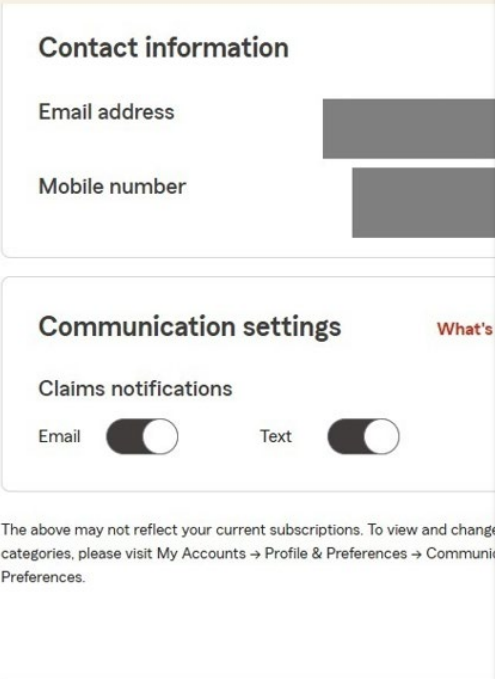 Contact information
Email address
Mobile number
Communication settings What's
Claims notifications
Email Text
The above may not reflect your current subscriptions. To view and change
categories, please visit My Accounts → Profile & Preferences → Communic
Preferences.